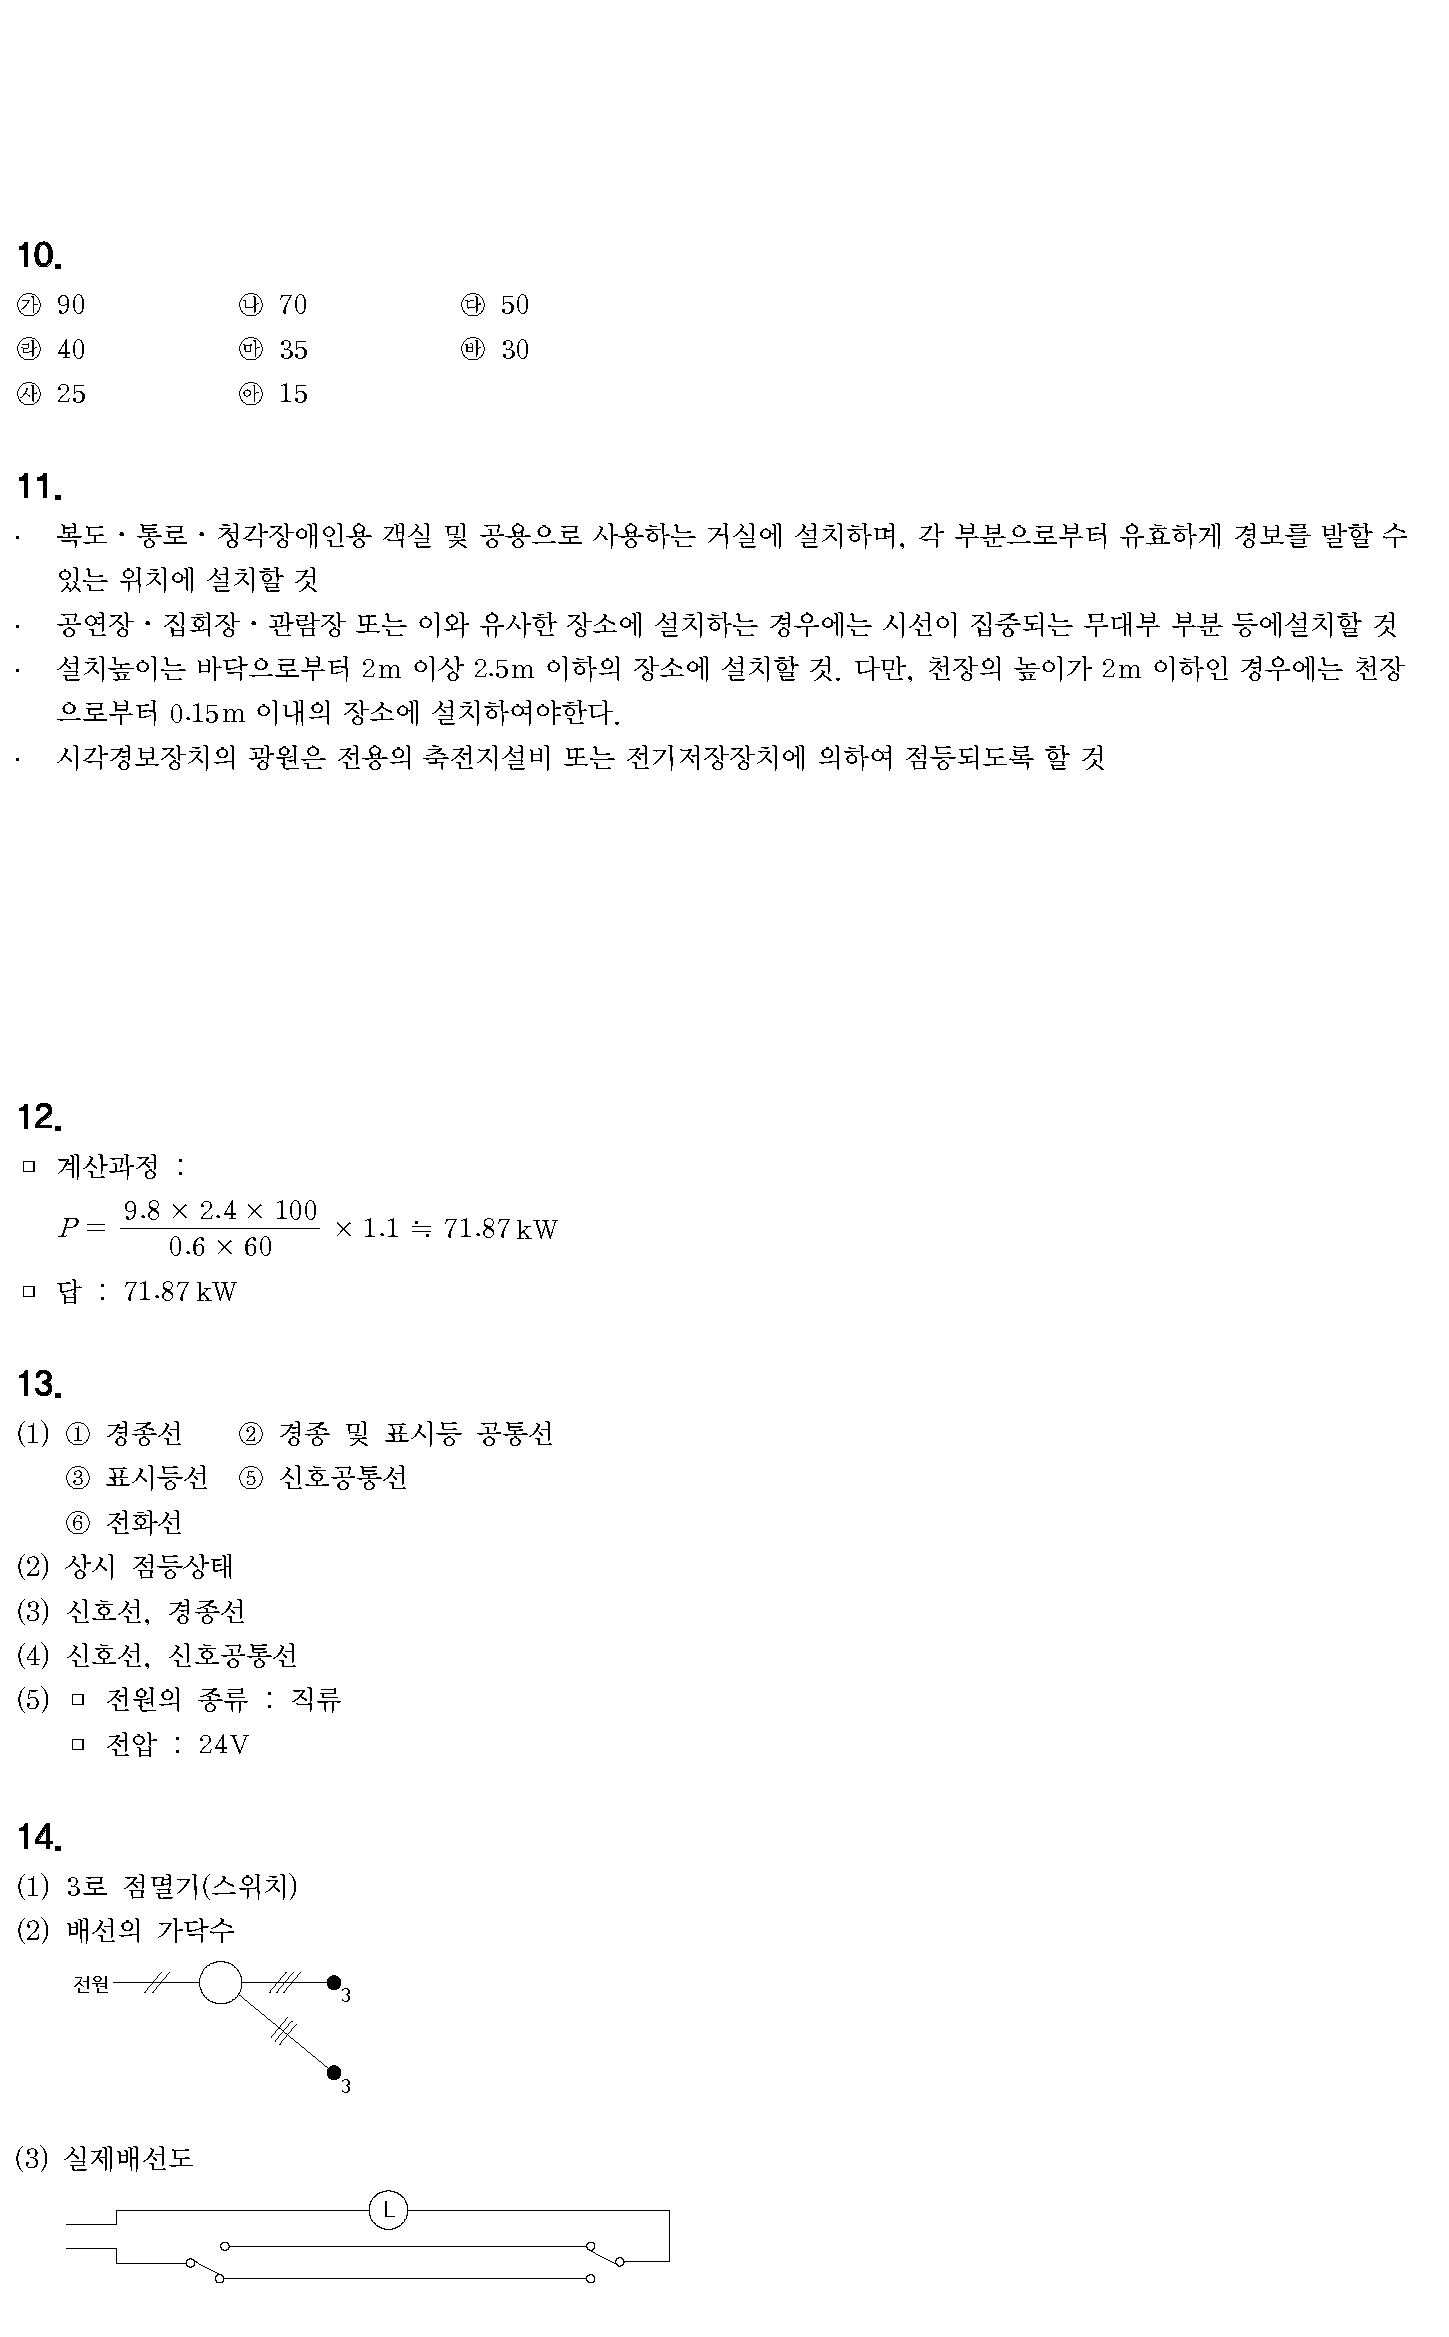 10.
㉮ 90 ㉯ 70 ㉰ 50
㉱ 40 ㉲ 35 ㉳ 30
㉴ 25 ㉵ 15
11.
· 복도·통로·청각장애인용 객실 및 공용으로 사용하는 거실에 설치하며, 각 부분으로부터 유효하게 경보를 발할 수
있는 위치에 설치할 것
· 공연장·집회장·관람장 또는 이와 유사한 장소에 설치하는 경우에는 시선이 집중되는 무대부 부분 등에설치할 것
· 설치높이는 바닥으로부터 2m 이상 2.5m 이하의 장소에 설치할 것. 다만, 천장의 높이가 2m 이하인 경우에는 천장
으로부터 0.15m 이내의 장소에 설치하여야한다.
· 시각경보장치의 광원은 전용의 축전지설비 또는 전기저장장치에 의하여 점등되도록 할 것
12.
□ 계산과정 :
P = (9.8 × 2.4 × 100) / (0.6 × 60) × 1.1 ≒ 71.87 kW
□ 답 : 71.87 kW
13.
(1) ① 경종선 ② 경종 및 표시등 공통선
③ 표시등선 ⑤ 신호공통선
⑥ 전화선
(2) 상시 점등상태
(3) 신호선, 경종선
(4) 신호선, 신호공통선
(5) □ 전원의 종류 : 직류
□ 전압 : 24V
14.
(1) 3로 점멸기(스위치)
(2) 배선의 가닥수
전원 3
3
(3) 실제배선도
L